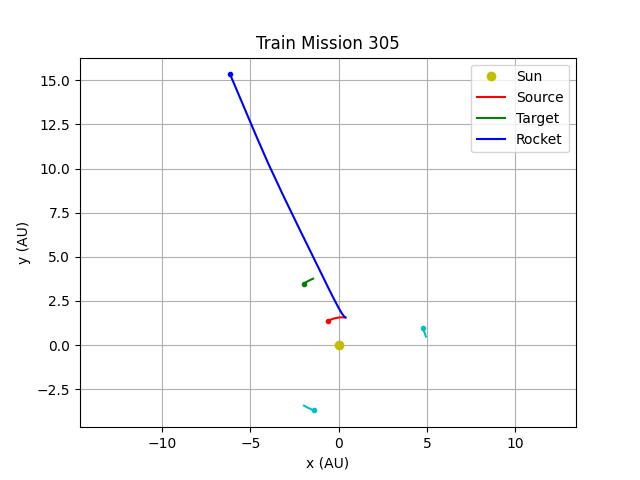 Train Mission 305
Sun
Source
Target
Rocket
15.0
12.5
10.0
7.5
5.0
2.5
0.0
−2.5
y (AU)
−10
−5
0
5
10
x (AU)